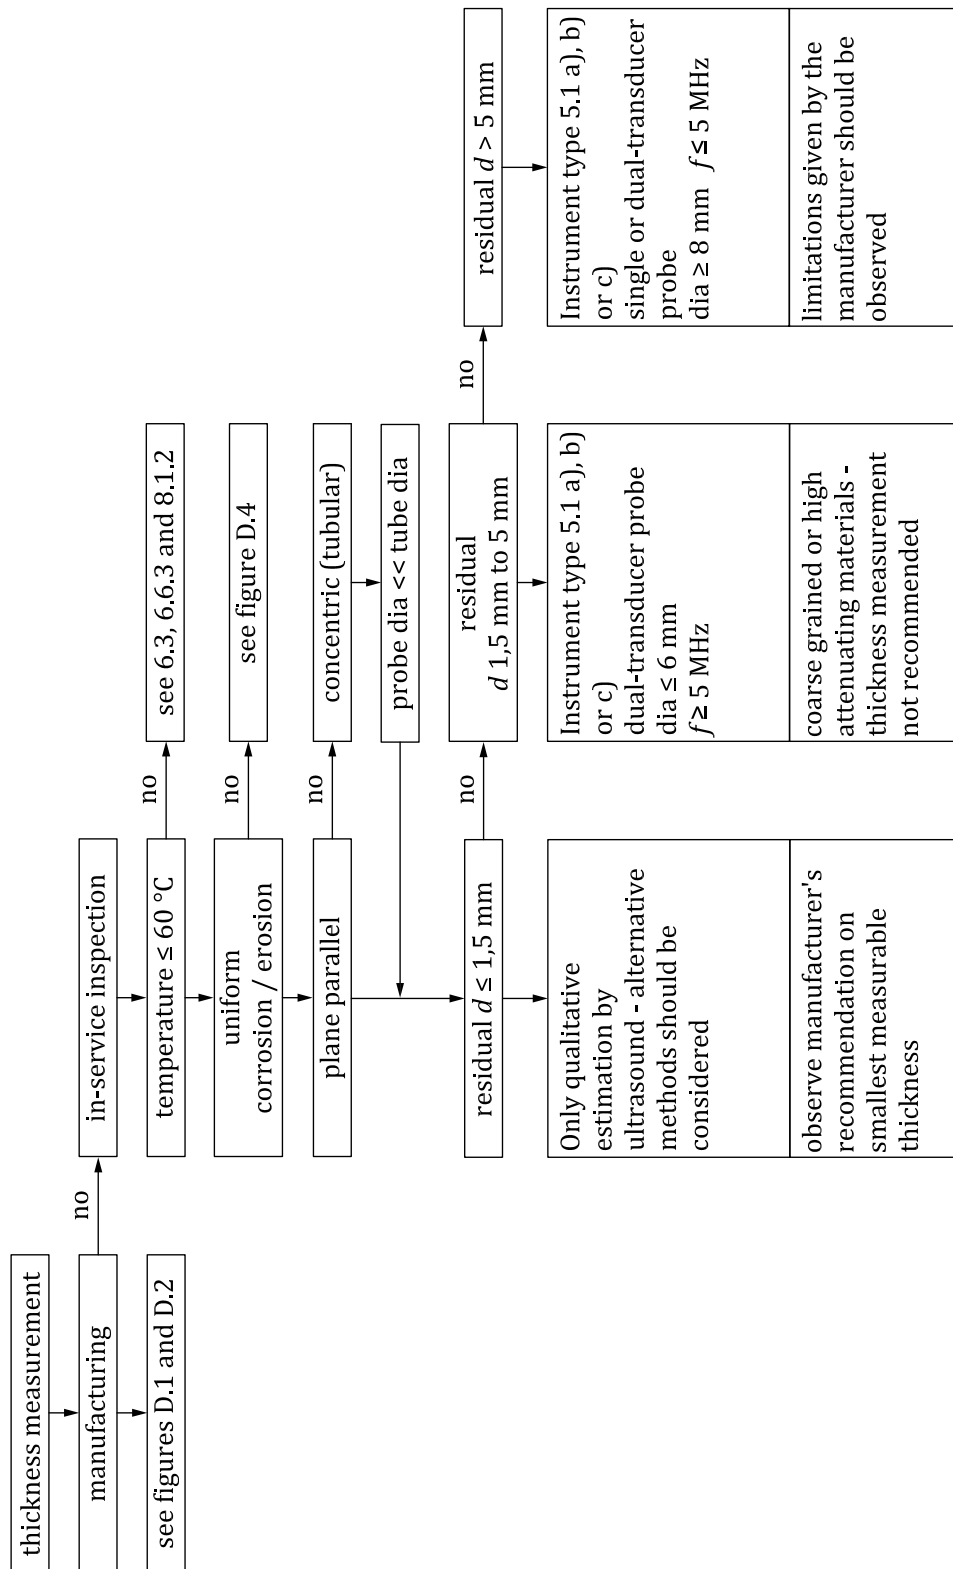 thickness measurement
manufacturing
no
see figures D.1 and D.2
in-service inspection
temperature ≤ 60 °C
no
see 6.3, 6.6.3 and 8.1.2
uniform
corrosion / erosion
no
see figure D.4
plane parallel
no
concentric (tubular)
probe dia << tube dia
residual d ≤ 1,5 mm
no
residual
d 1,5 mm to 5 mm
no
residual d > 5 mm
Only qualitative
estimation by
ultrasound - alternative
methods should be
considered
observe manufacturer's
recommendation on
smallest measurable
thickness
Instrument type 5.1 a), b)
or c)
dual-transducer probe
dia ≤ 6 mm
f ≥ 5 MHz
coarse grained or high
attenuating materials -
thickness measurement
not recommended
Instrument type 5.1 a), b)
or c)
single or dual-transducer
probe
dia ≥ 8 mm f ≤ 5 MHz
limitations given by the
manufacturer should be
observed